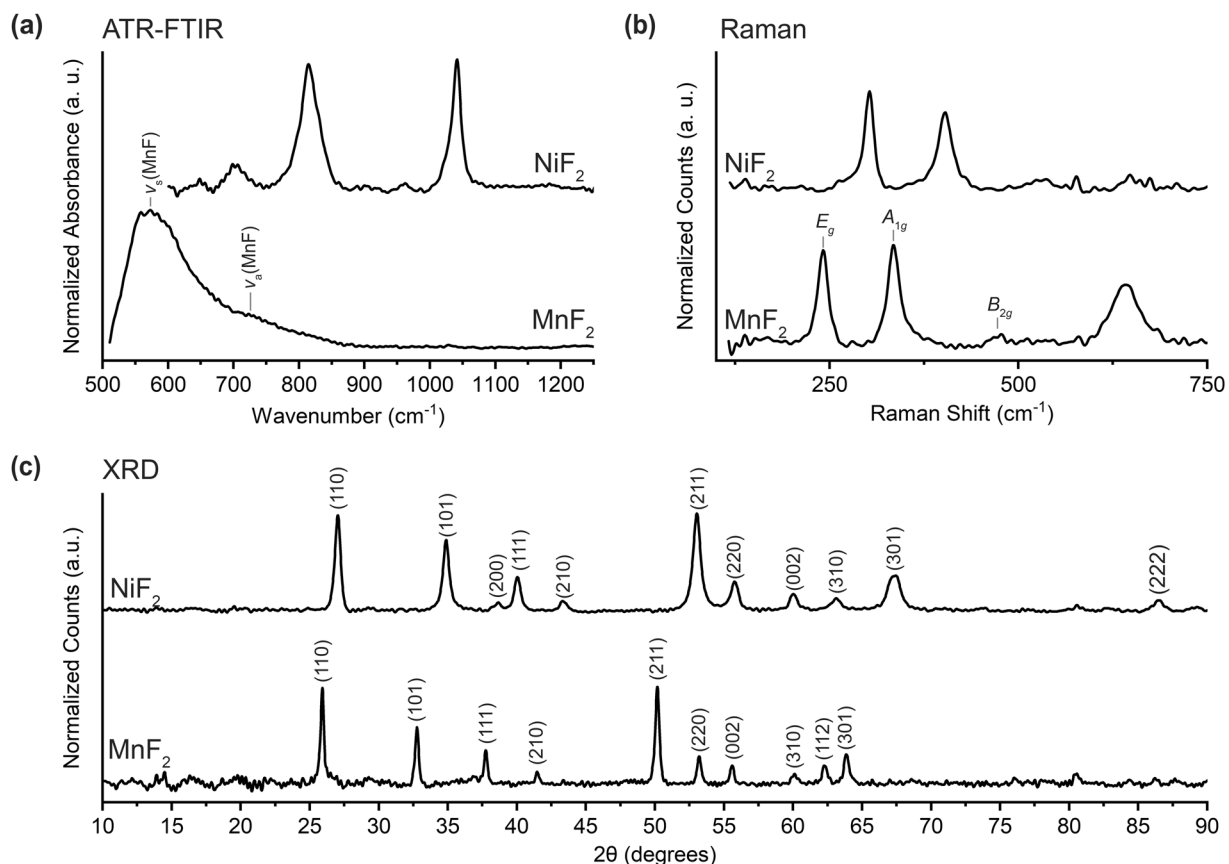 (a) ATR-FTIR
Normalized Absorbance (a. u.)
NiF2
νs(MnF)
νa(MnF)
MnF2
500 600 700 800 900 1000 1100 1200
Wavenumber (cm-1)
(b) Raman
Normalized Counts (a. u.)
NiF2
Eg
A1g
B2g
MnF2
250 500 750
Raman Shift (cm-1)
(c) XRD
Normalized Counts (a.u.)
NiF2
(110) (101) (200) (111) (210) (211) (220) (002) (310) (301) (222)
MnF2
(110) (101) (111) (210) (211) (220) (002) (310) (112) (301)
10 15 20 25 30 35 40 45 50 55 60 65 70 75 80 85 90
2θ (degrees)